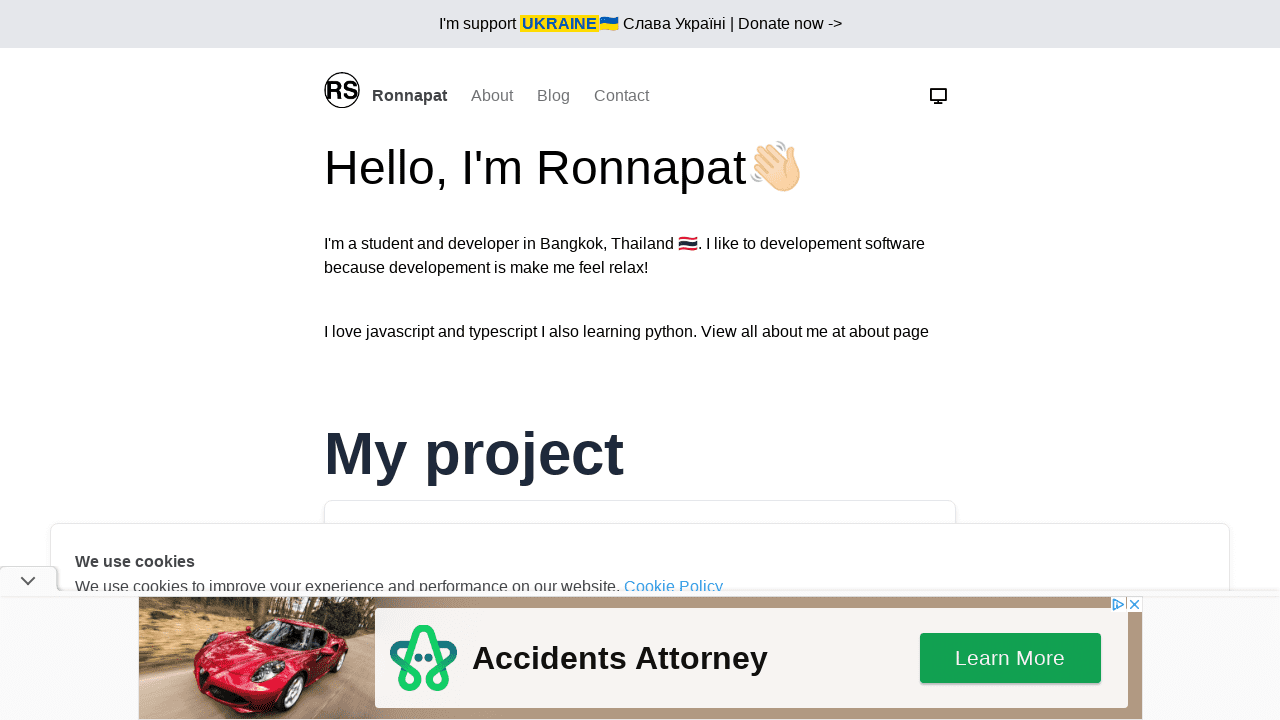 I'm support UKRAINE🇺🇦 Слава Україні | Donate now ->
RS Ronnapat About Blog Contact
Hello, I'm Ronnapat👋🏻
I'm a student and developer in Bangkok, Thailand 🇹🇭. I like to developement software
because developement is make me feel relax!
I love javascript and typescript I also learning python. View all about me at about page
My project
We use cookies
We use cookies to improve your experience and performance on our website. Cookie Policy
Accidents Attorney
Learn More